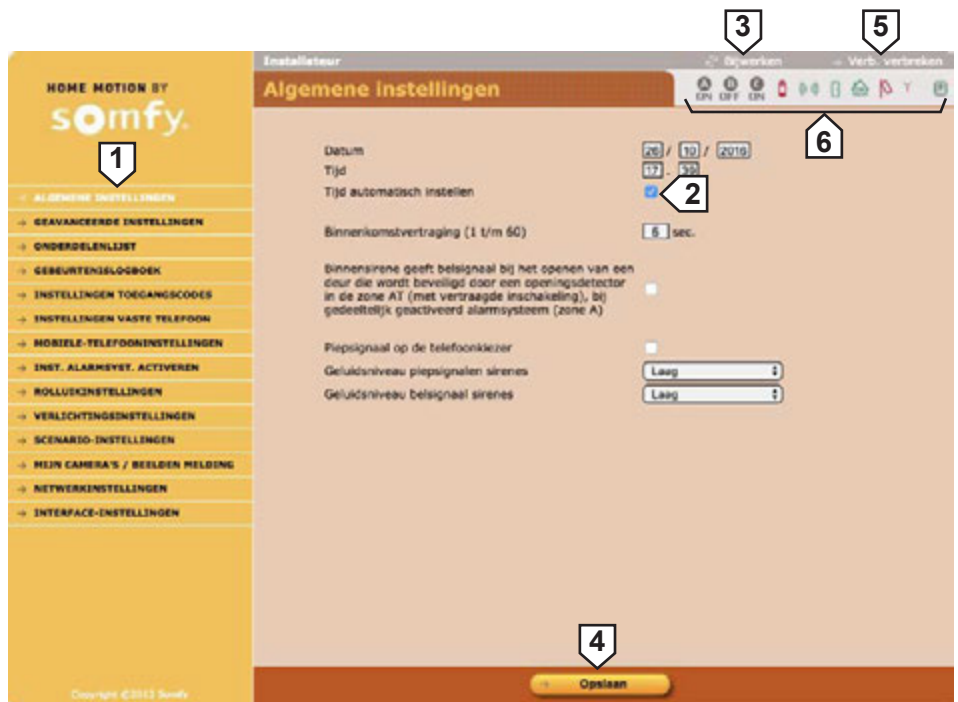 3
5
Installateur
Bijwerken
Verb. verbreken
HOME MOTION BY
somfy.
Algemene instellingen
A B C
ON OFF ON
6
1
Datum 26 / 10 / 2016
Tijd 17 . 39
Tijd automatisch instellen
2
Binnenkomstvertraging (1 t/m 60) 6 sec.
Binnensirene geeft belsignaal bij het openen van een
deur die wordt beveiligd door een openingsdetector
in de zone AT (met vertraagde inschakeling), bij
gedeeltelijk geactiveerd alarmsysteem (zone A)
Piepsignaal op de telefoonkiezer
Geluidsniveau piepsignalen sirenes Laag
Geluidsniveau belsignaal sirenes Laag
ALGEMENE INSTELLINGEN
GEAVANCEERDE INSTELLINGEN
ONDERDELENLIJST
GEBEURTENISLOGBOEK
INSTELLINGEN TOEGANGSCODES
INSTELLINGEN VASTE TELEFOON
MOBIELE-TELEFOONINSTELLINGEN
INST. ALARMSYST. ACTIVEREN
ROLLUIKINSTELLINGEN
VERLICHTINGSINSTELLINGEN
SCENARIO-INSTELLINGEN
MIJN CAMERA'S / BEELDEN MELDING
NETWERKINSTELLINGEN
INTERFACE-INSTELLINGEN
4
Opslaan
Copyright ©2013 Somfy